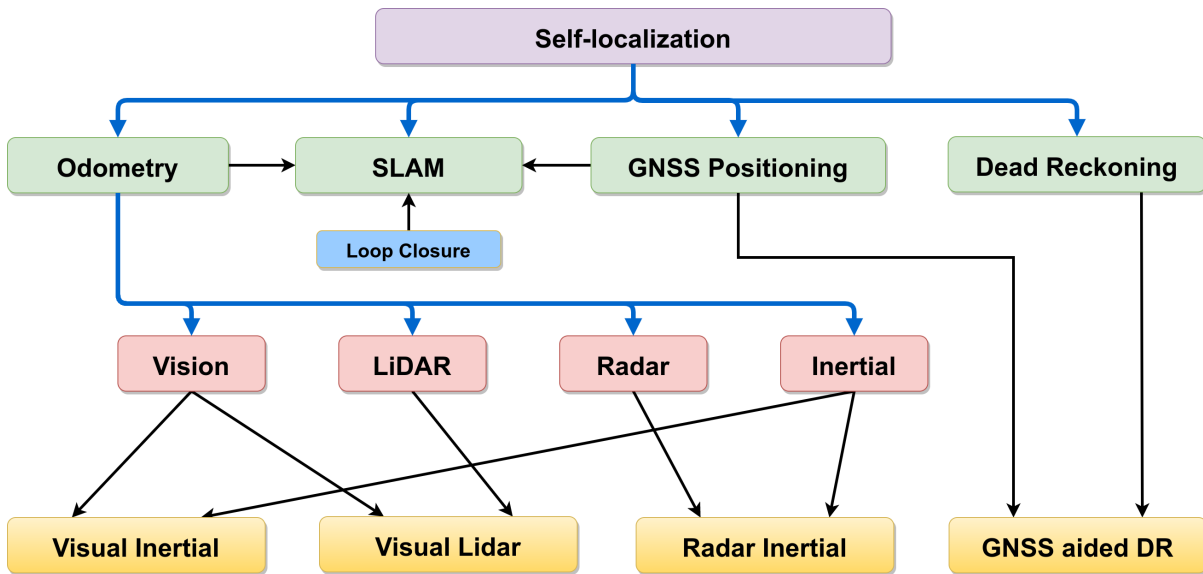 Self-localization
Odometry
SLAM
GNSS Positioning
Dead Reckoning
Loop Closure
Vision
LiDAR
Radar
Inertial
Visual Inertial
Visual Lidar
Radar Inertial
GNSS aided DR